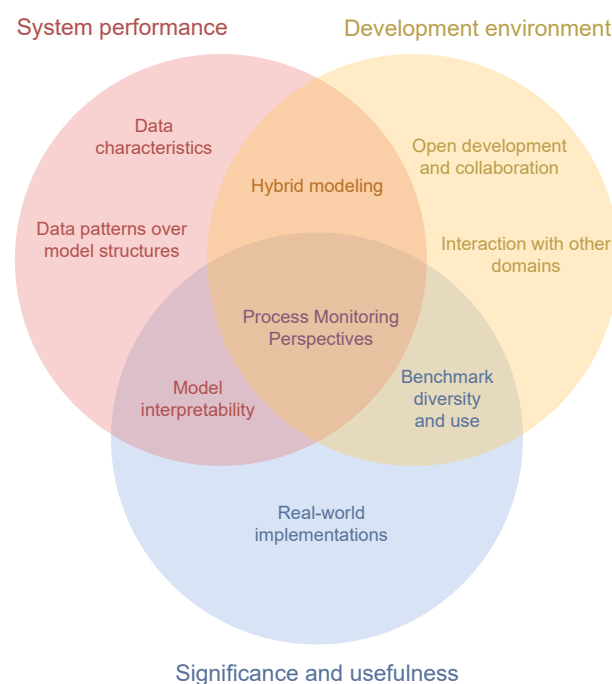 System performance
Development environment
Data
characteristics
Open development
and collaboration
Hybrid modeling
Data patterns over
model structures
Interaction with other
domains
Process Monitoring
Perspectives
Model
interpretability
Benchmark
diversity
and use
Real-world
implementations
Significance and usefulness